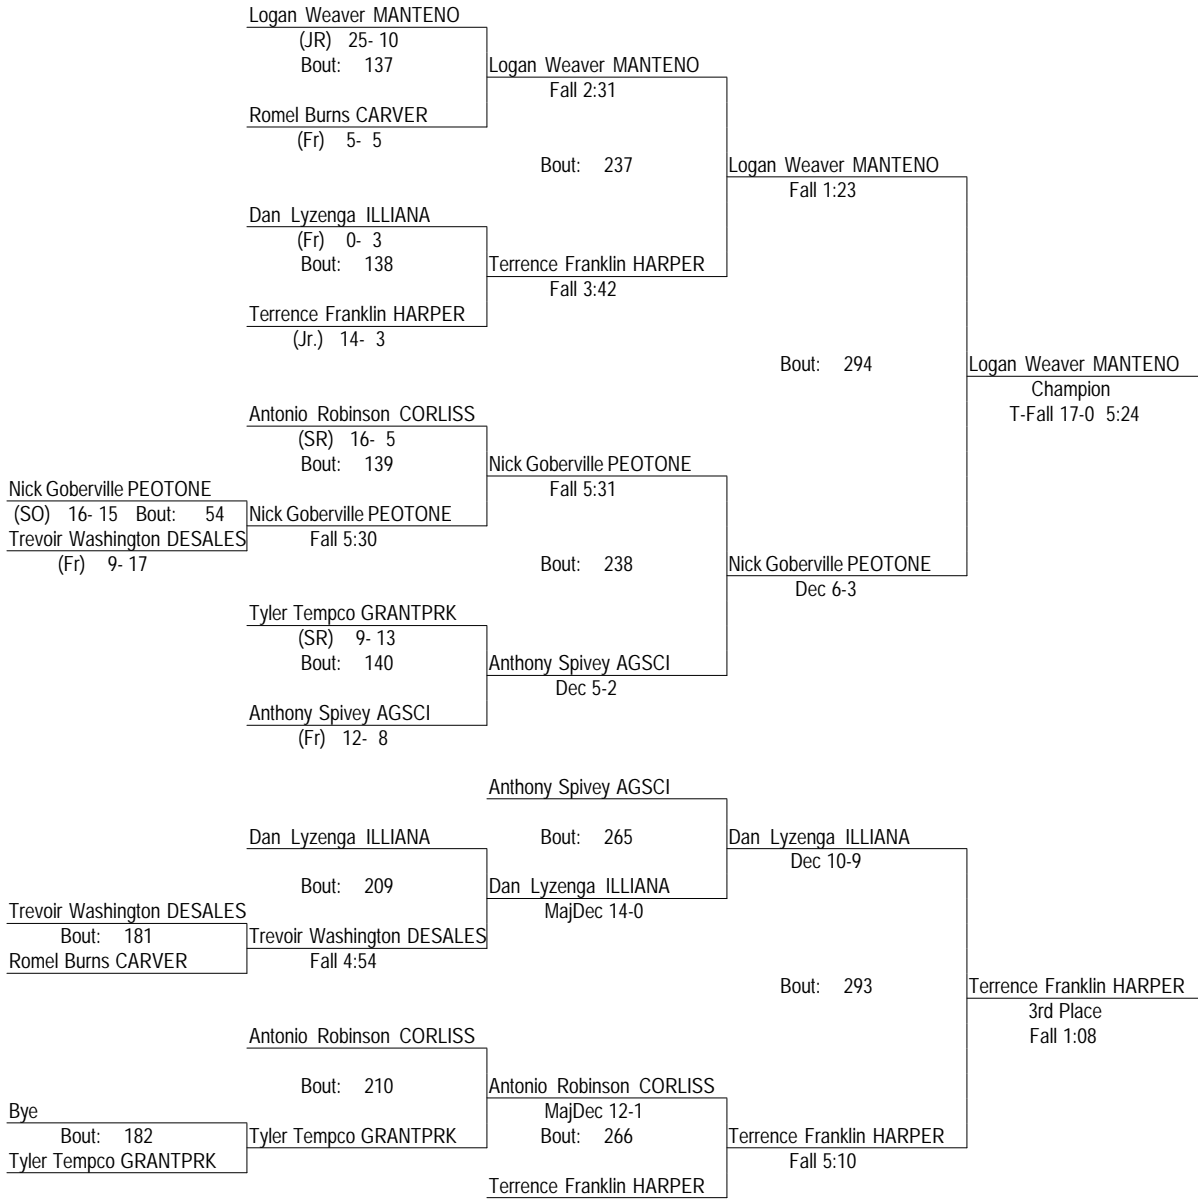 Logan Weaver MANTENO
(JR) 25- 10
Bout: 137
Logan Weaver MANTENO
Fall 2:31
Romel Burns CARVER
(Fr) 5- 5
Bout: 237
Logan Weaver MANTENO
Fall 1:23
Dan Lyzenga ILLIANA
(Fr) 0- 3
Bout: 138
Terrence Franklin HARPER
Fall 3:42
Terrence Franklin HARPER
(Jr.) 14- 3
Bout: 294
Logan Weaver MANTENO
Champion
T-Fall 17-0 5:24
Antonio Robinson CORLISS
(SR) 16- 5
Bout: 139
Nick Goberville PEOTONE
Fall 5:31
Nick Goberville PEOTONE
(SO) 16- 15 Bout: 54
Nick Goberville PEOTONE
Fall 5:30
Trevoir Washington DESALES
(Fr) 9- 17
Bout: 238
Nick Goberville PEOTONE
Dec 6-3
Tyler Tempco GRANTPRK
(SR) 9- 13
Bout: 140
Anthony Spivey AGSCI
Dec 5-2
Anthony Spivey AGSCI
(Fr) 12- 8
Anthony Spivey AGSCI
Bout: 265
Dan Lyzenga ILLIANA
Dec 10-9
Dan Lyzenga ILLIANA
Bout: 209
Dan Lyzenga ILLIANA
MajDec 14-0
Trevoir Washington DESALES
Bout: 181
Trevoir Washington DESALES
Fall 4:54
Romel Burns CARVER
Bout: 293
Terrence Franklin HARPER
3rd Place
Fall 1:08
Antonio Robinson CORLISS
Bout: 210
Antonio Robinson CORLISS
MajDec 12-1
Bye
Bout: 182
Tyler Tempco GRANTPRK
Tyler Tempco GRANTPRK
Bout: 266
Terrence Franklin HARPER
Fall 5:10
Terrence Franklin HARPER